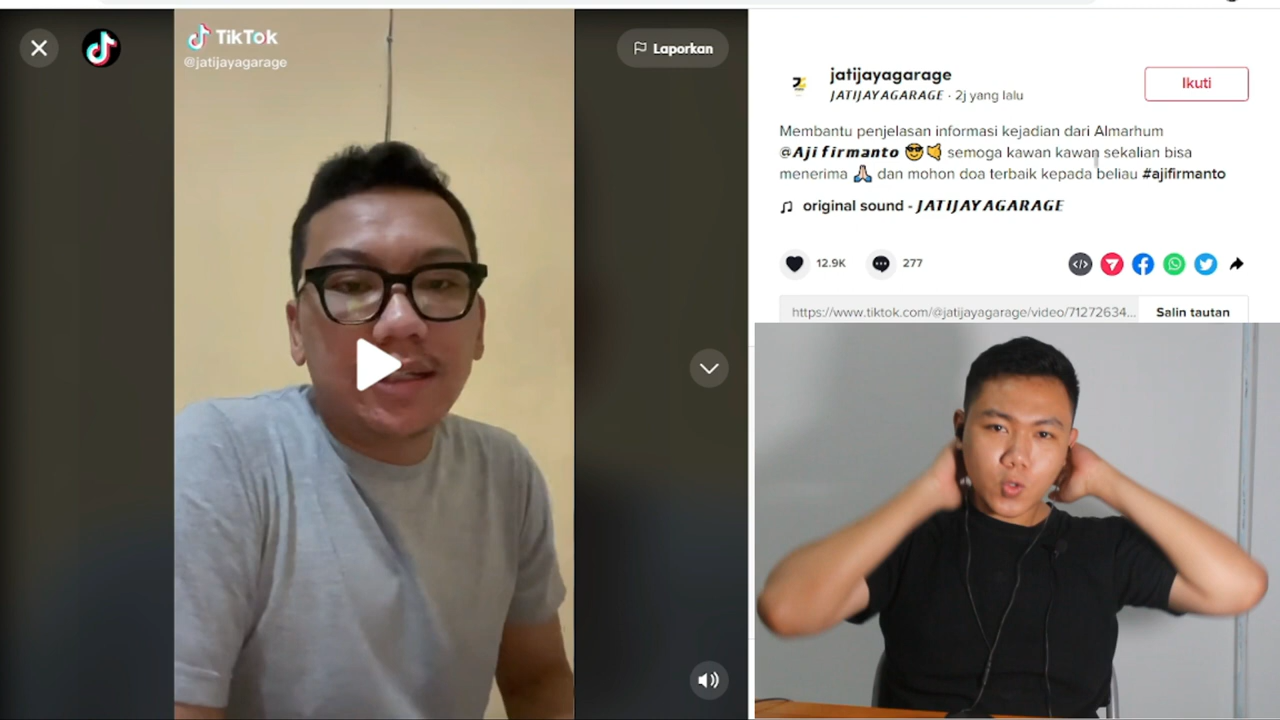 TikTok
@jatijayagarage
Laporkan
jatijayagarage
JATIJAYAGARAGE · 2j yang lalu
Ikuti
Membantu penjelasan informasi kejadian dari Almarhum
@Aji firmanto 😎🤙 semoga kawan kawan sekalian bisa
menerima 🙏🏻 dan mohon doa terbaik kepada beliau #ajifirmanto
original sound - JATIJAYAGARAGE
12.9K
277
https://www.tiktok.com/@jatijayagarage/video/71272634...
Salin tautan